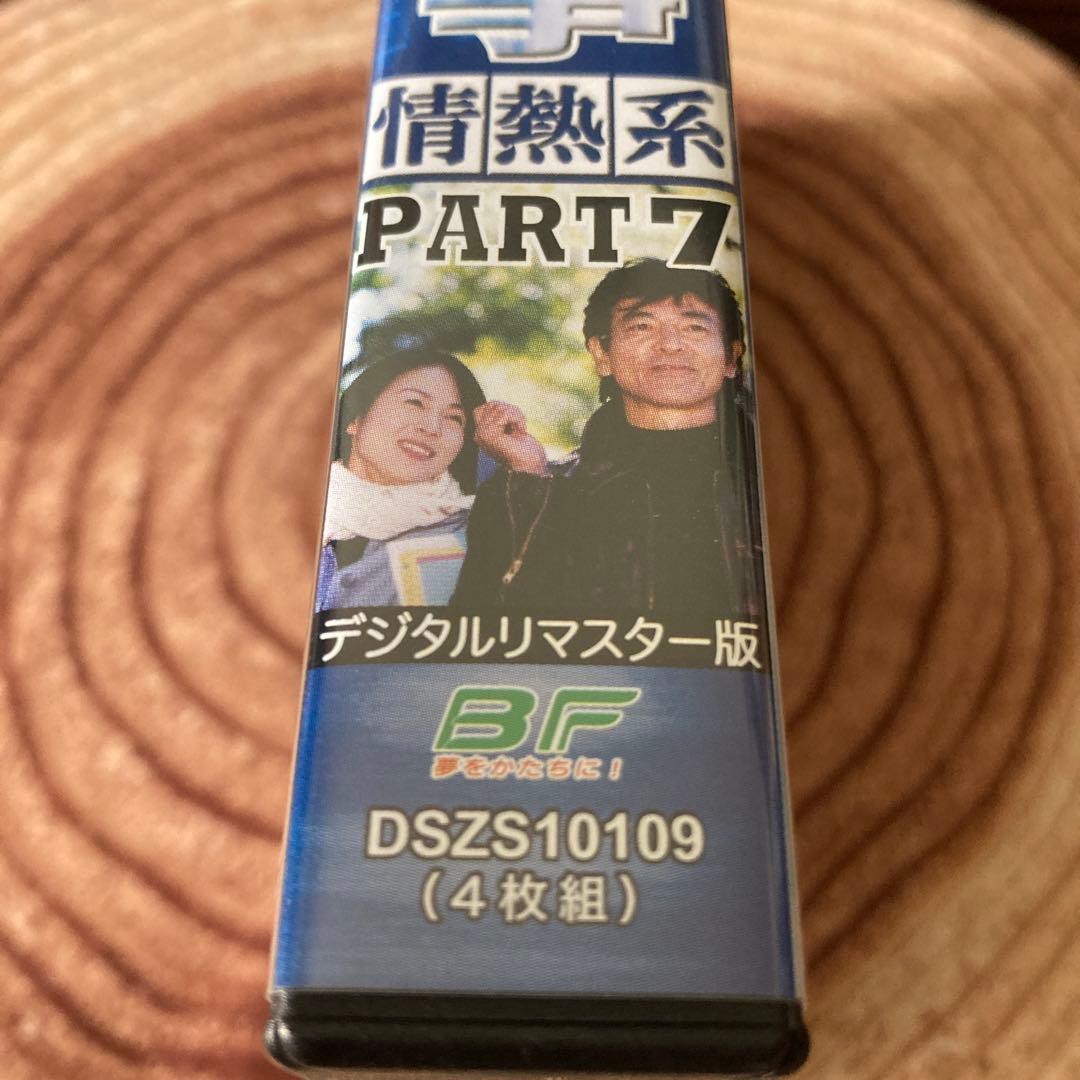 情熱系
PART 7
デジタルリマスター版
BF
夢をかたちに！
DSZS10109
(4枚組)